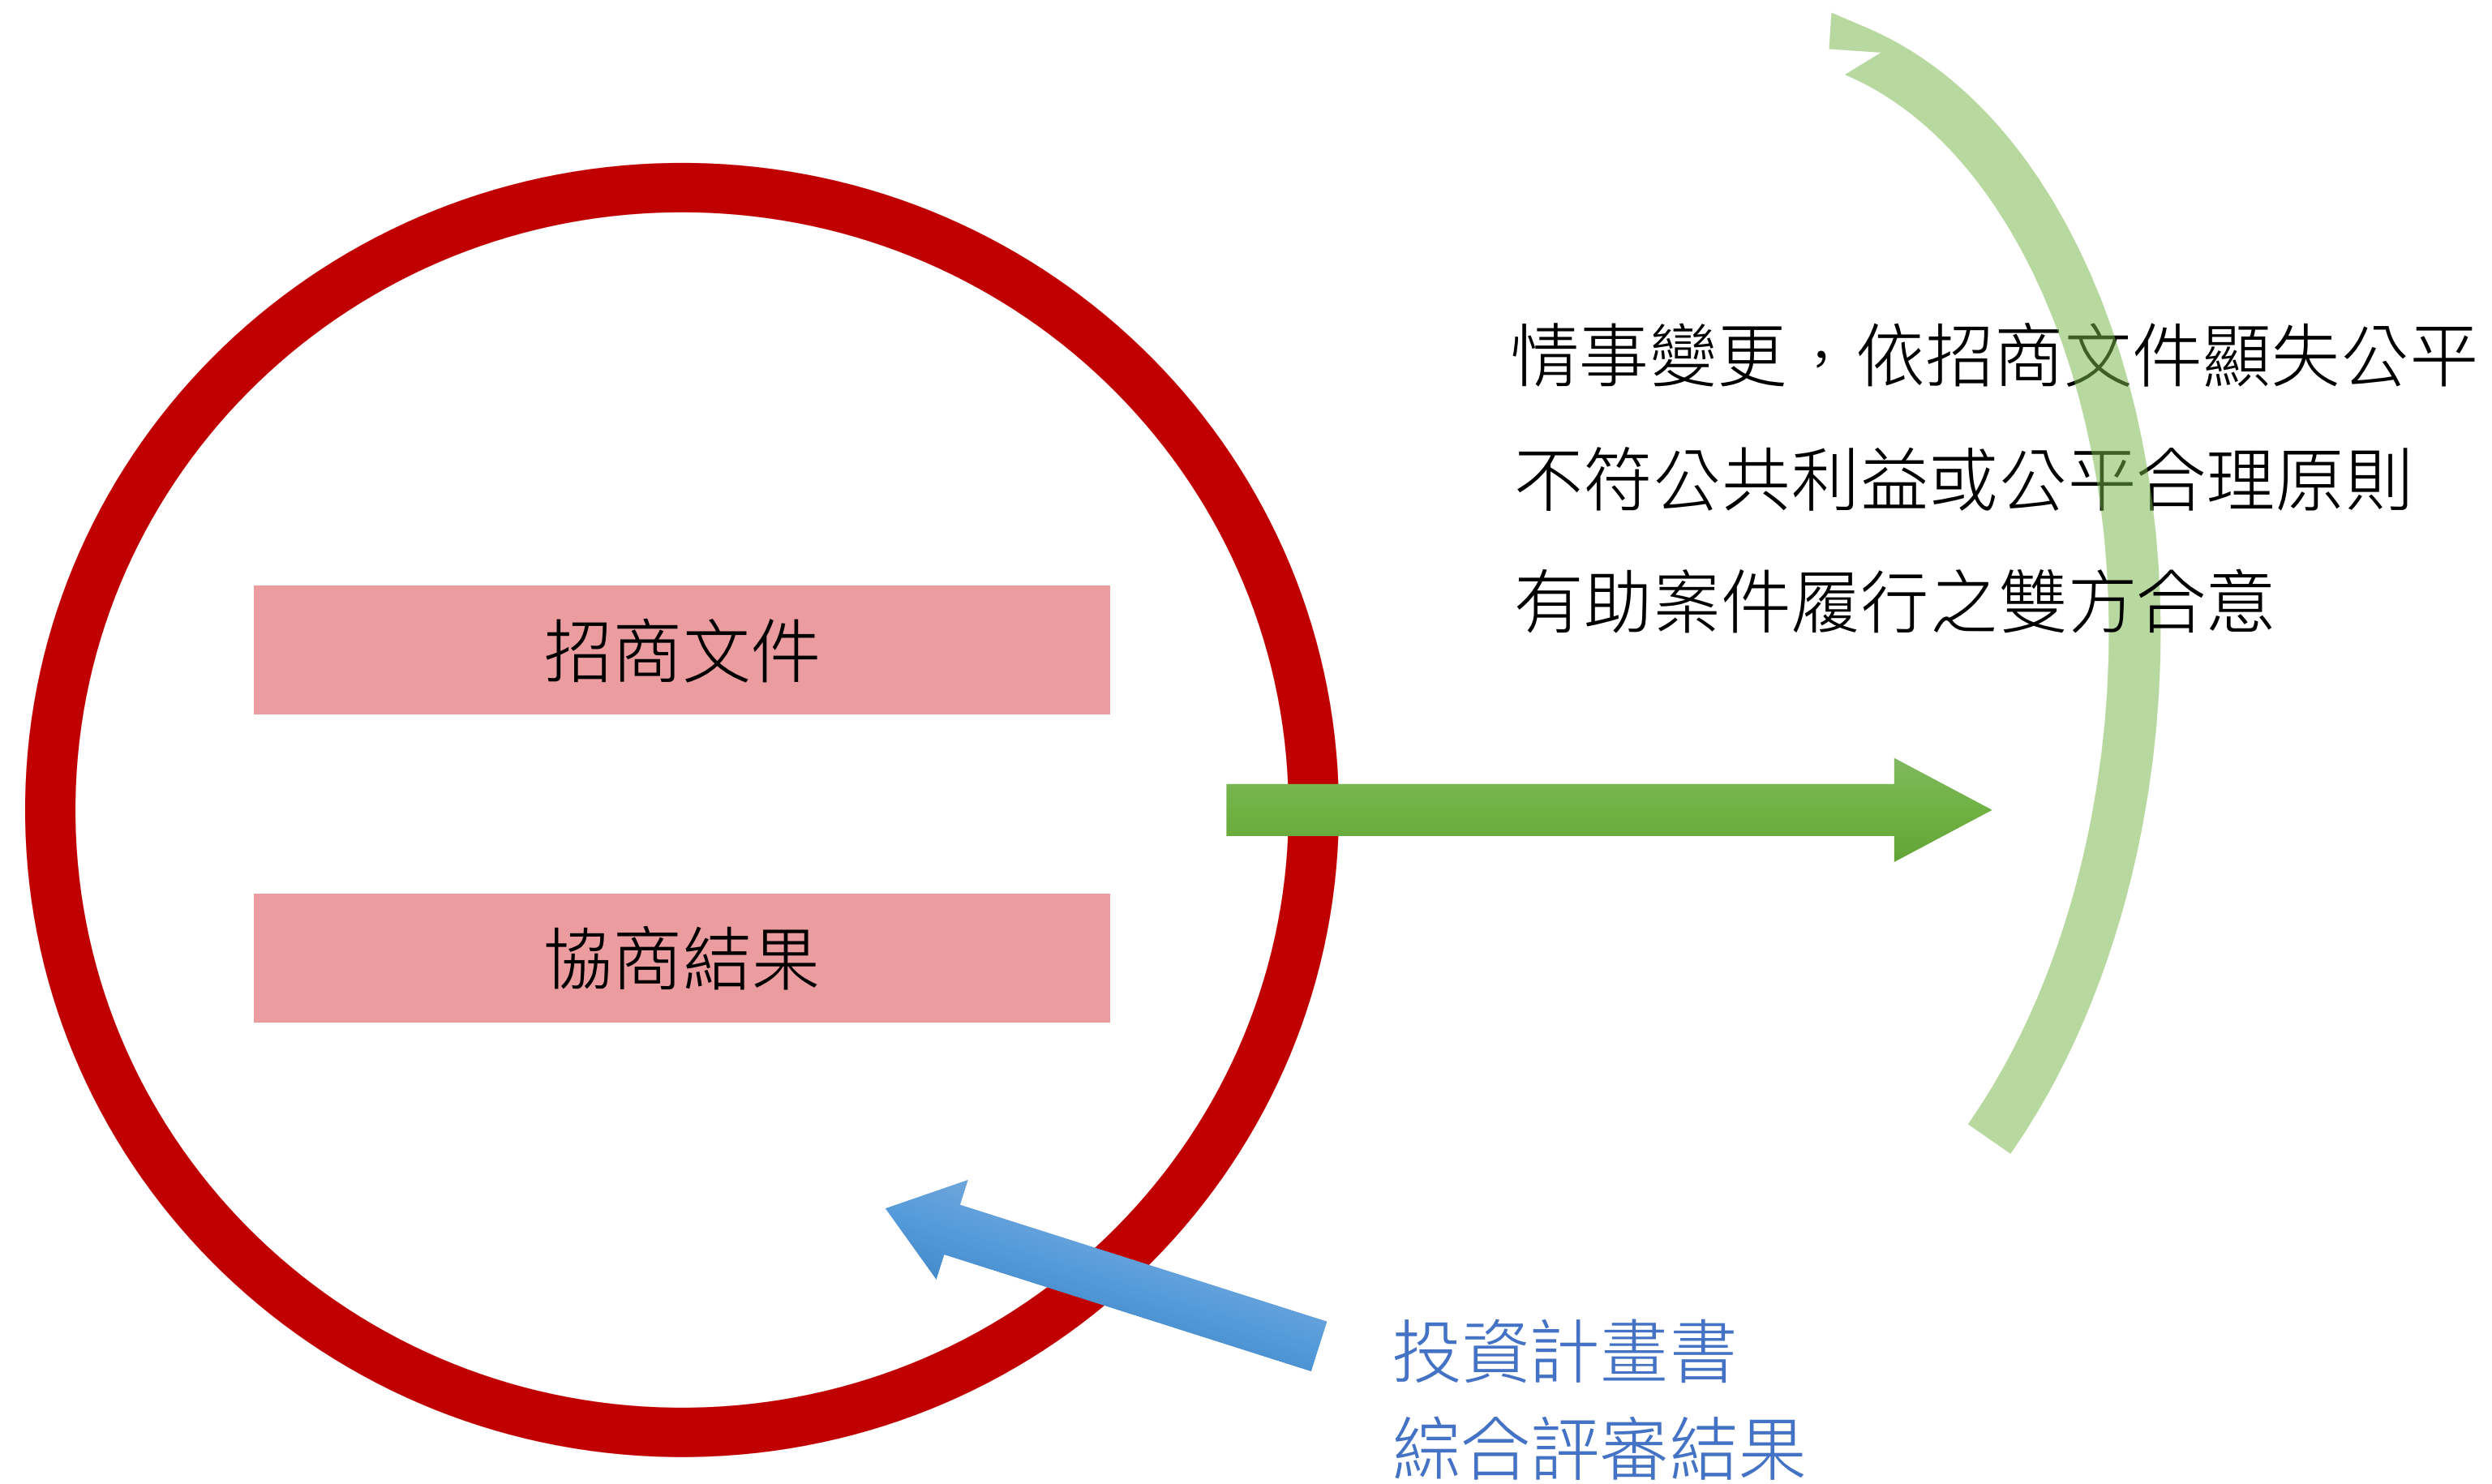 情事變更，依招商文件顯失公平
不符公共利益或公平合理原則
有助案件履行之雙方合意
招商文件
協商結果
投資計畫書
綜合評審結果